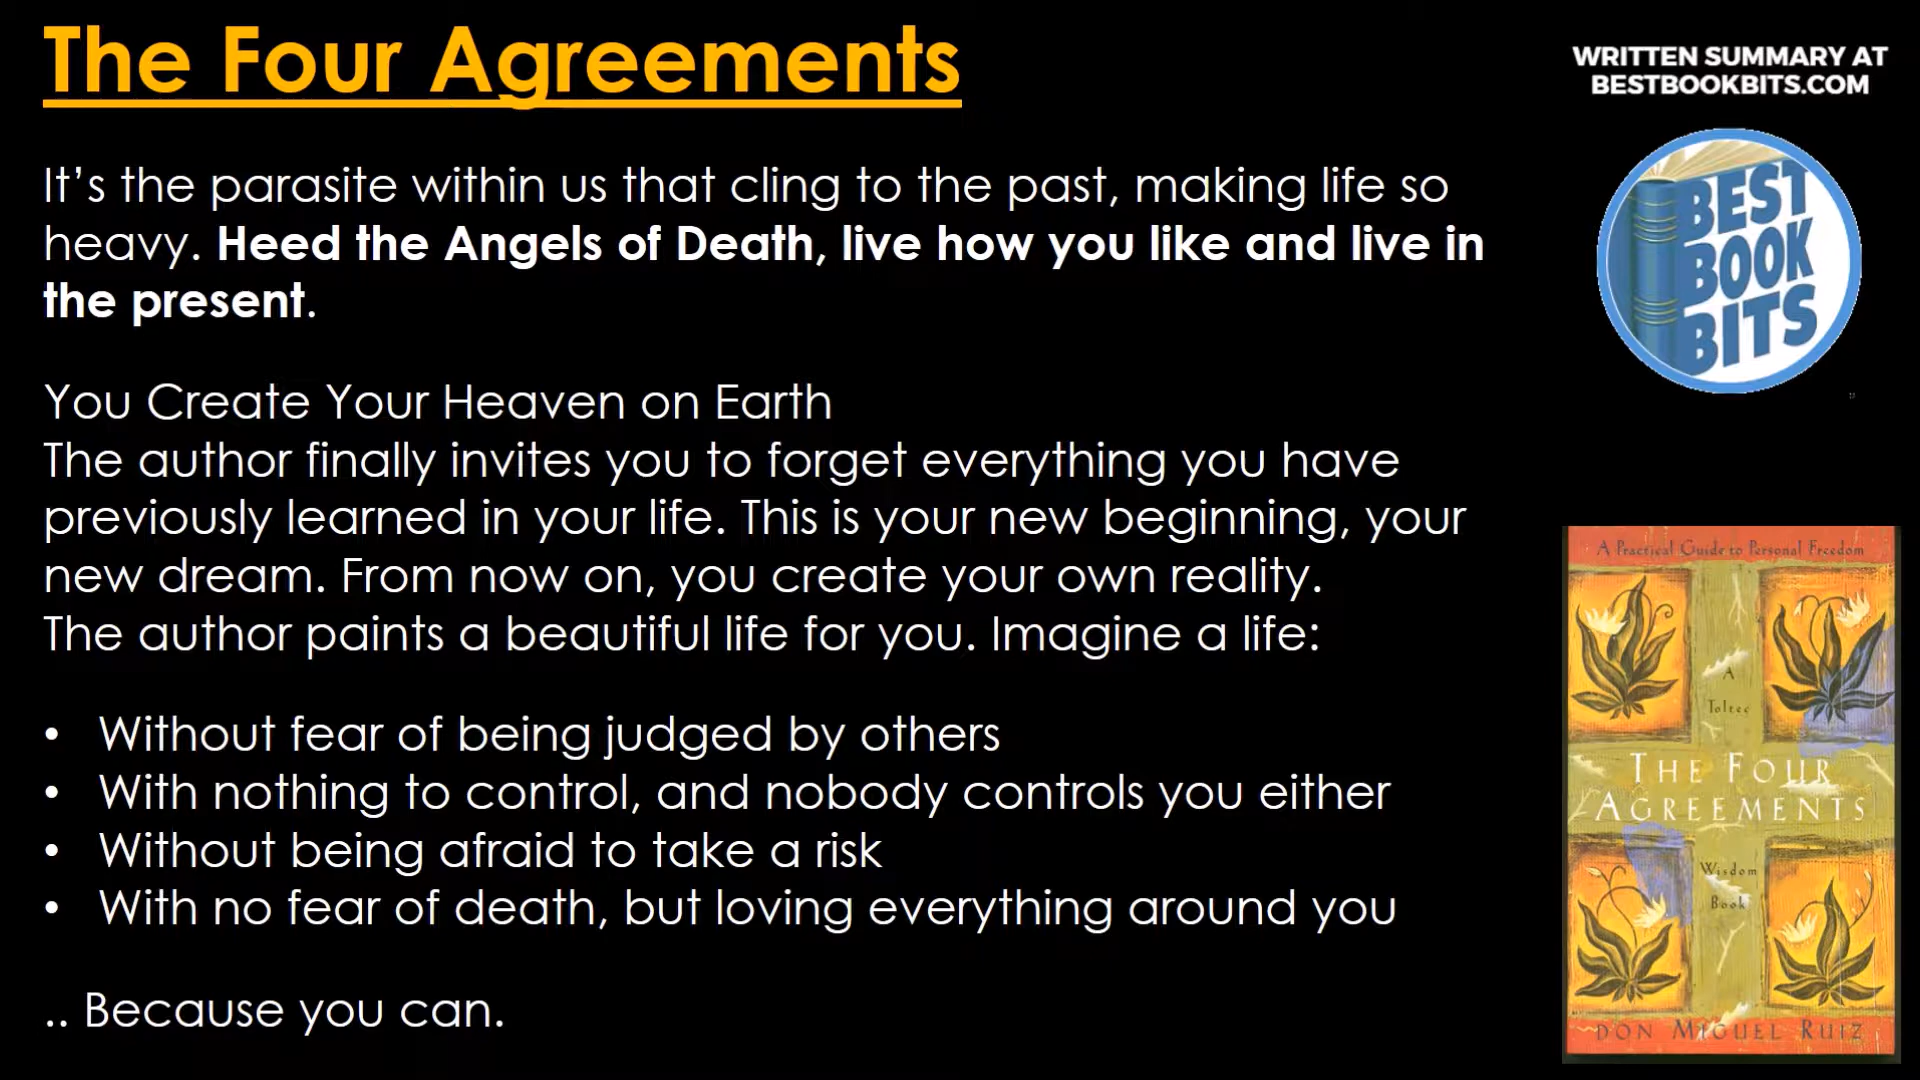 The Four Agreements
WRITTEN SUMMARY AT
BESTBOOKBITS.COM
BEST
BOOK
BITS
It's the parasite within us that cling to the past, making life so
heavy. Heed the Angels of Death, live how you like and live in
the present.
You Create Your Heaven on Earth
The author finally invites you to forget everything you have
previously learned in your life. This is your new beginning, your
new dream. From now on, you create your own reality.
The author paints a beautiful life for you. Imagine a life:
• Without fear of being judged by others
• With nothing to control, and nobody controls you either
• Without being afraid to take a risk
• With no fear of death, but loving everything around you
.. Because you can.
A Practical Guide to Personal Freedom
A
Toltec
THE FOUR
AGREEMENTS
Wisdom
Book
DON MIGUEL RUIZ